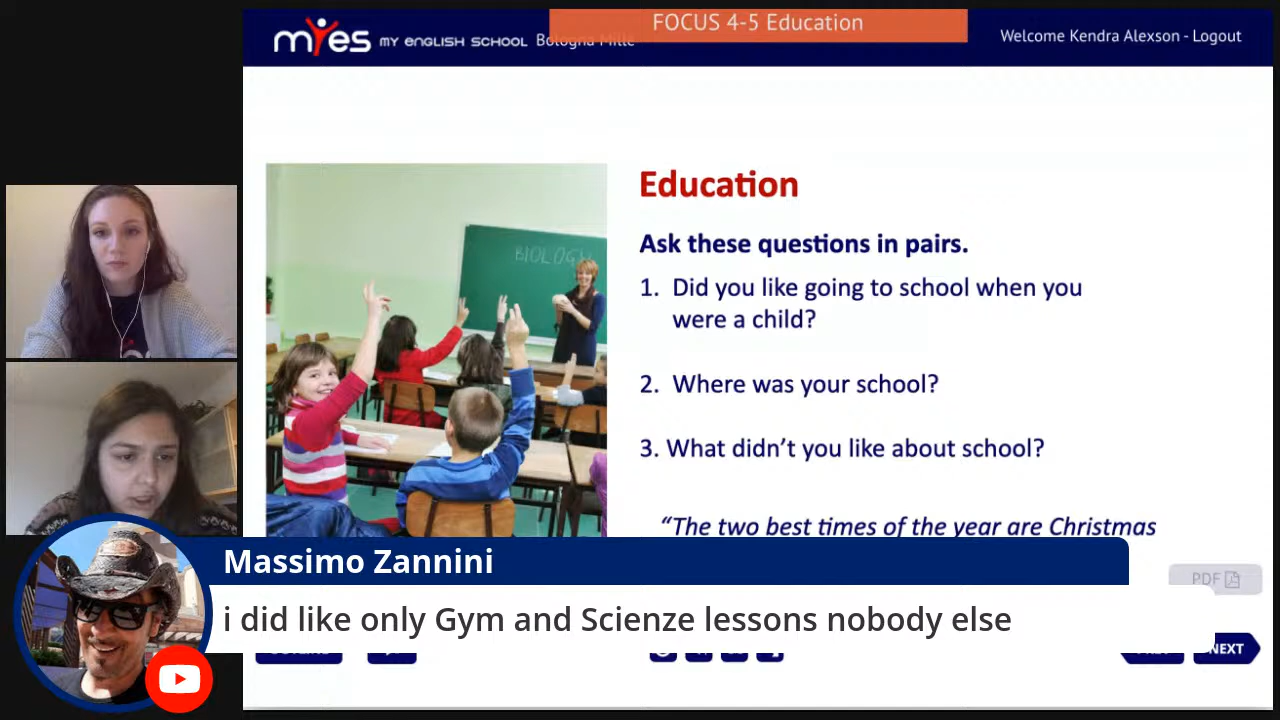 FOCUS 4-5 Education
myes MY ENGLISH SCHOOL Bologna Mille
Welcome Kendra Alexson - Logout
BIOLOGY
Education
Ask these questions in pairs.
1. Did you like going to school when you
were a child?
2. Where was your school?
3. What didn’t you like about school?
“The two best times of the year are Christmas
PDF
Massimo Zannini
i did like only Gym and Scienze lessons nobody else
NEXT